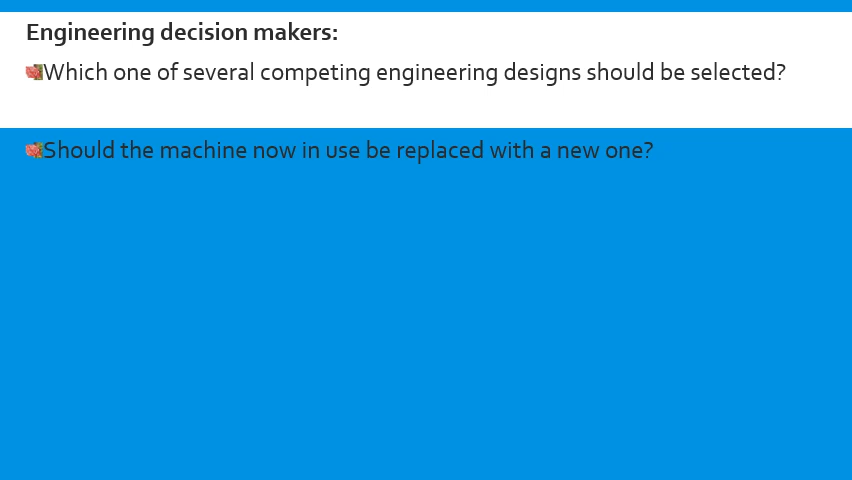 Engineering decision makers:
Which one of several competing engineering designs should be selected?
Should the machine now in use be replaced with a new one?